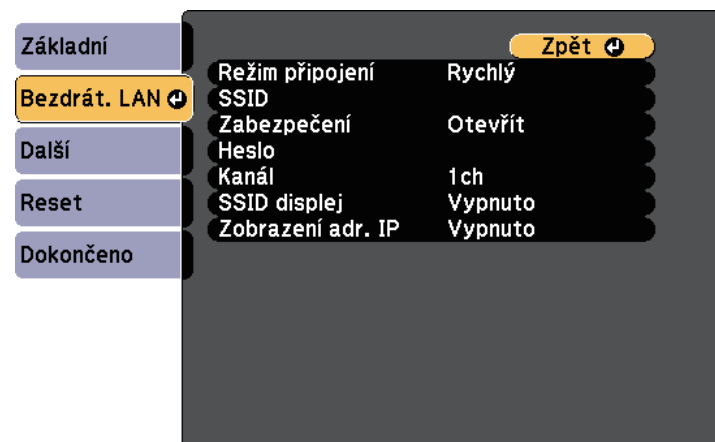 Základní
Bezdrát. LAN
Další
Reset
Dokončeno
Zpět
Režim připojení Rychlý
SSID
Zabezpečení Otevřít
Heslo
Kanál 1ch
SSID displej Vypnuto
Zobrazení adr. IP Vypnuto